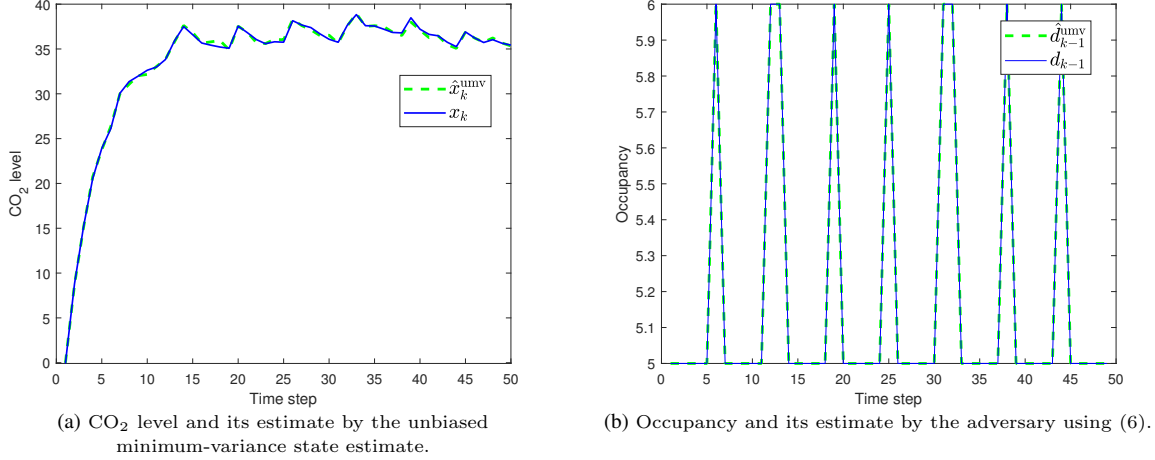 40
35
30
25
20
15
10
5
0
CO₂ level
0 5 10 15 20 25 30 35 40 45 50
Time step
x̂ₖᵘᵐᵛ
xₖ
(a) CO₂ level and its estimate by the unbiased
minimum-variance state estimate.
6
5.9
5.8
5.7
5.6
5.5
5.4
5.3
5.2
5.1
5
Occupancy
0 5 10 15 20 25 30 35 40 45 50
Time step
d̂ₖ₋₁ᵘᵐᵛ
dₖ₋₁
(b) Occupancy and its estimate by the adversary using (6).